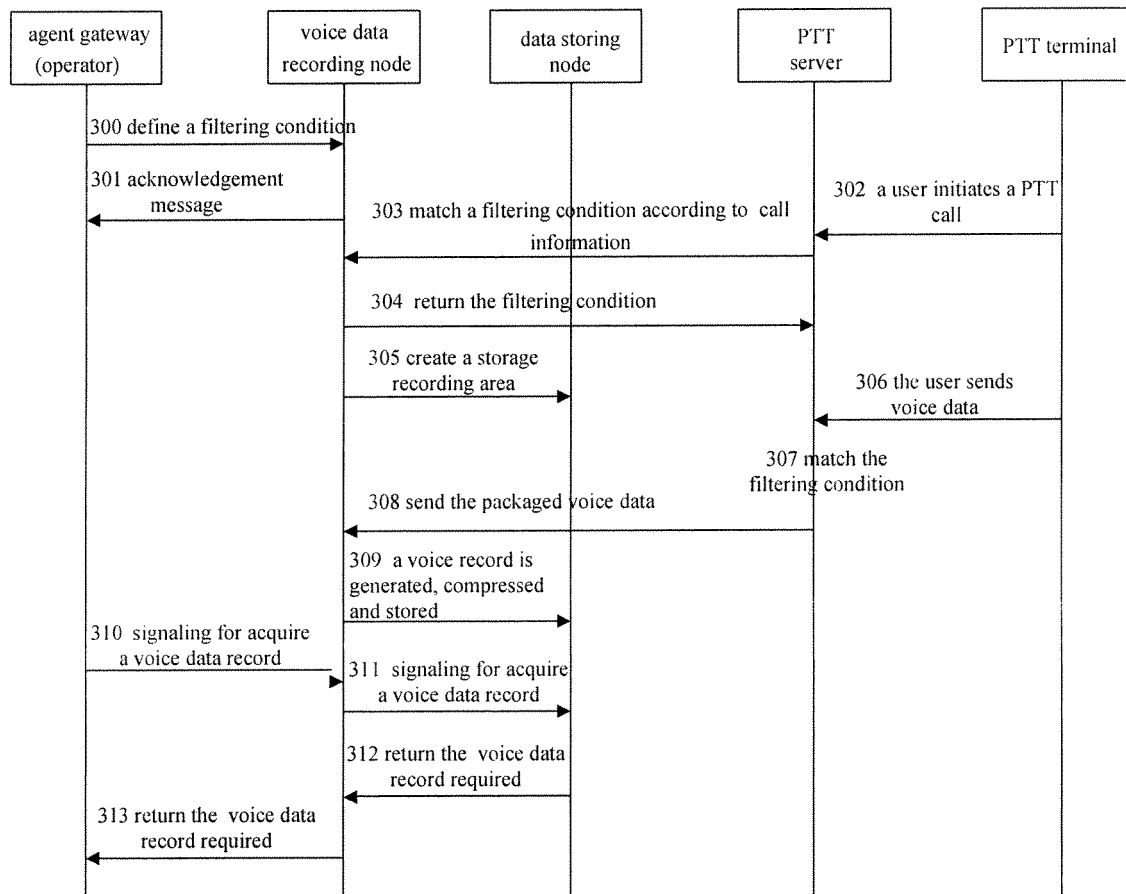 agent gateway
(operator)
voice data
recording node
data storing
node
PTT
server
PTT terminal
300 define a filtering condition
301 acknowledgement
message
302 a user initiates a PTT
call
303 match a filtering condition according to call
information
304 return the filtering condition
305 create a storage
recording area
306 the user sends
voice data
307 match the
filtering condition
308 send the packaged voice data
309 a voice record is
generated, compressed
and stored
310 signaling for acquire
a voice data record
311 signaling for acquire
a voice data record
312 return the voice data
record required
313 return the voice data
record required